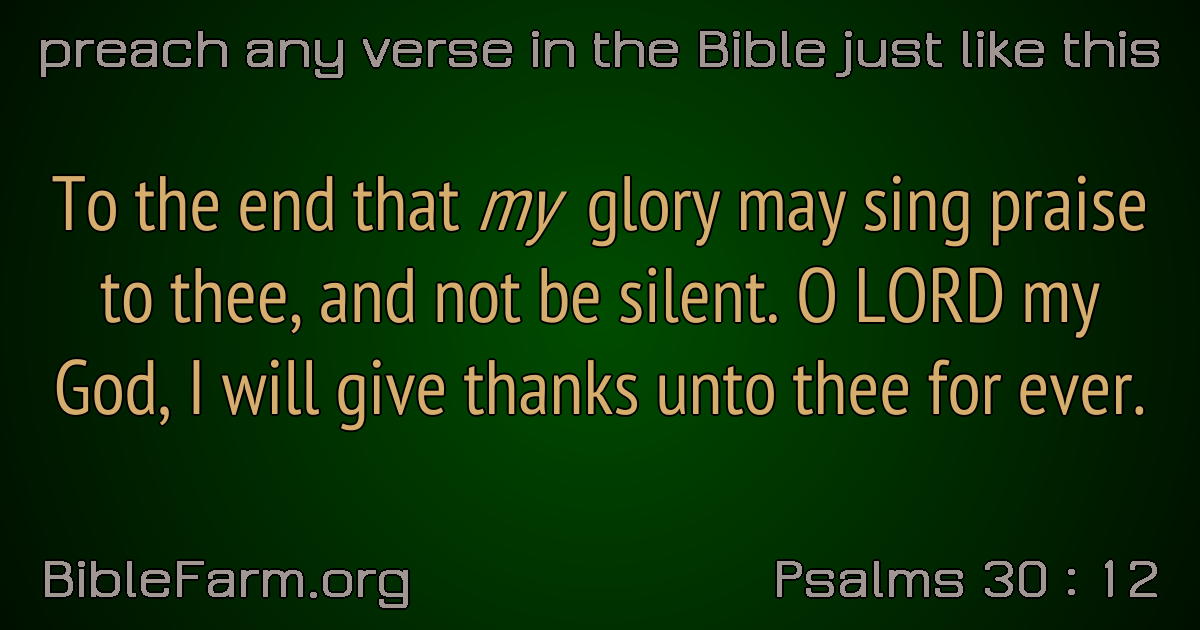 preach any verse in the Bible just like this
To the end that my glory may sing praise
to thee, and not be silent. O LORD my
God, I will give thanks unto thee for ever.
BibleFarm.org
Psalms 30 : 12